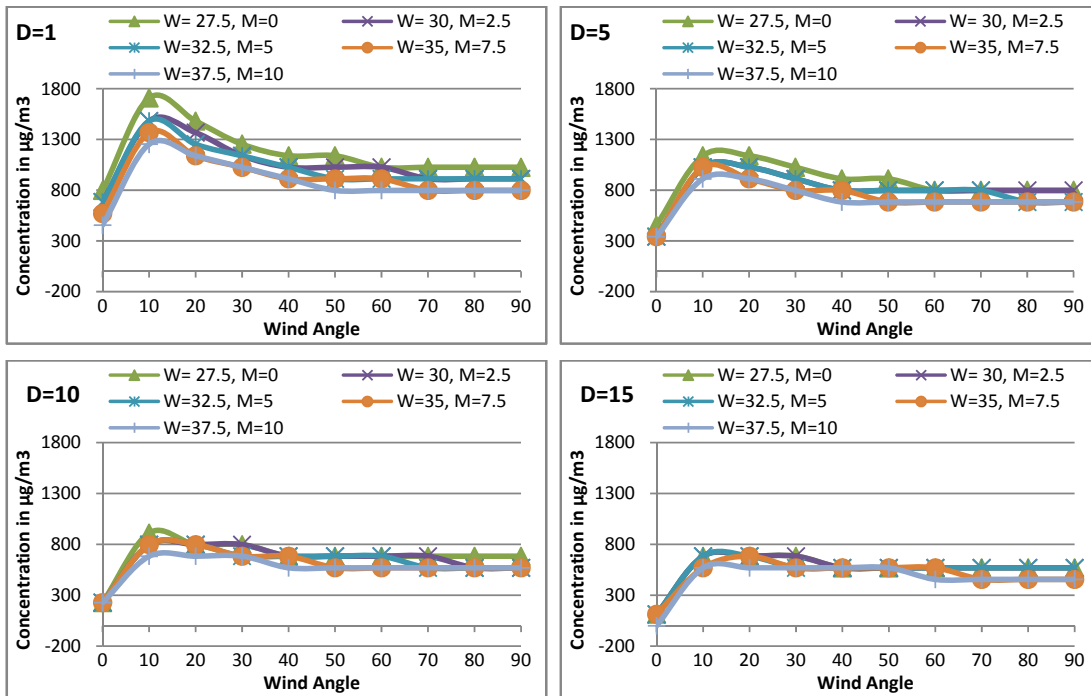 D=1
W= 27.5, M=0
W= 30, M=2.5
W=32.5, M=5
W=35, M=7.5
W=37.5, M=10
Concentration in µg/m3
1800
1300
800
300
-200
0 10 20 30 40 50 60 70 80 90
Wind Angle
D=5
W= 27.5, M=0
W= 30, M=2.5
W=32.5, M=5
W=35, M=7.5
W=37.5, M=10
Concentration in µg/m3
1800
1300
800
300
-200
0 10 20 30 40 50 60 70 80 90
Wind Angle
D=10
W= 27.5, M=0
W= 30, M=2.5
W=32.5, M=5
W=35, M=7.5
W=37.5, M=10
Concentration in µg/m3
1800
1300
800
300
-200
0 10 20 30 40 50 60 70 80 90
Wind Angle
D=15
W= 27.5, M=0
W= 30, M=2.5
W=32.5, M=5
W=35, M=7.5
W=37.5, M=10
Concentration in µg/m3
1800
1300
800
300
-200
0 10 20 30 40 50 60 70 80 90
Wind Angle